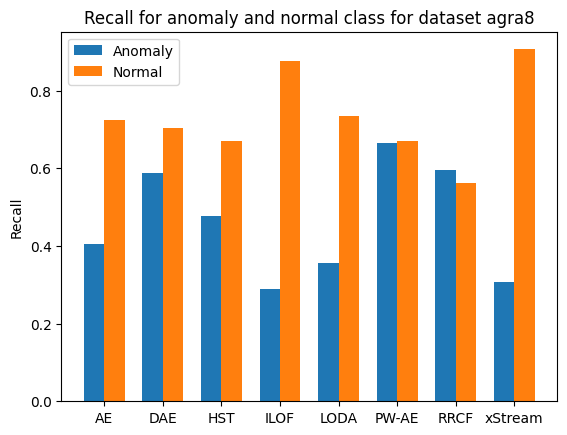 Recall for anomaly and normal class for dataset agra8
Anomaly
Normal
Recall
0.8
0.6
0.4
0.2
0.0
AE DAE HST ILOF LODA PW-AE RRCF xStream